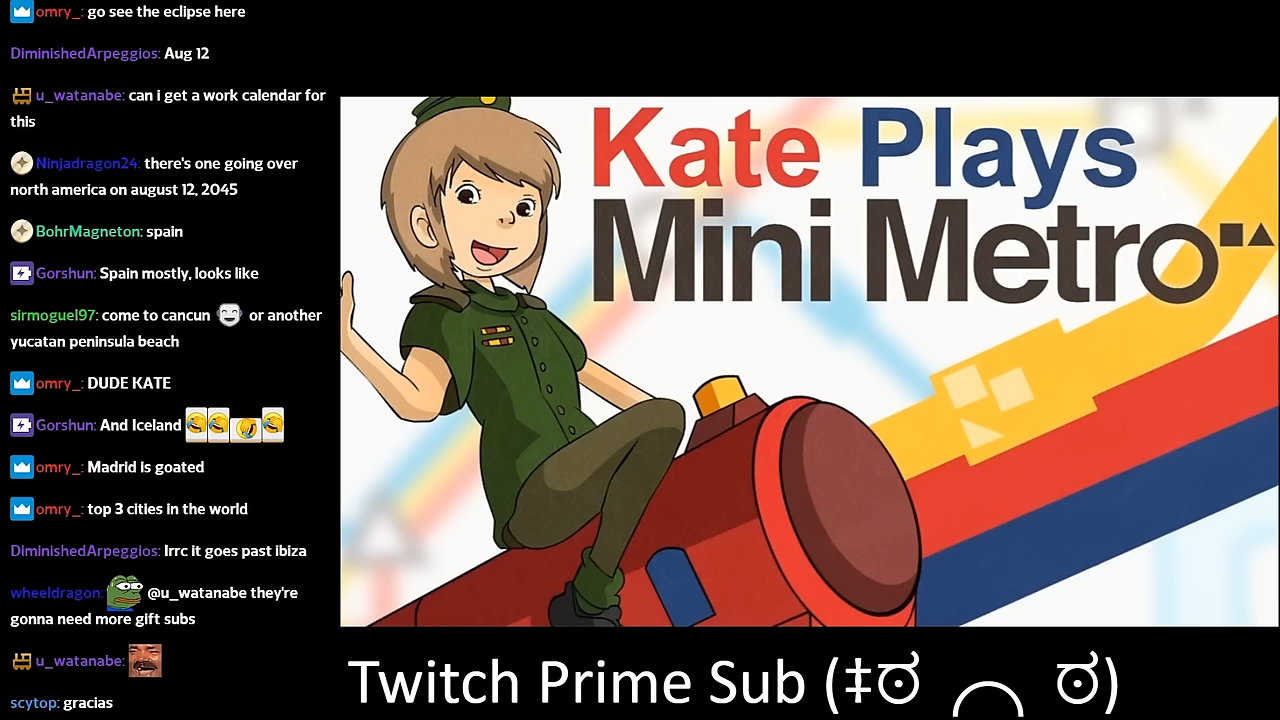 omry_: go see the eclipse here
DiminishedArpeggios: Aug 12
u_watanabe: can i get a work calendar for
this
Ninjadragon24: there's one going over
north america on august 12, 2045
BohrMagneton: spain
Gorshun: Spain mostly, looks like
sirmoguel97: come to cancun or another
yucatan peninsula beach
omry_: DUDE KATE
Gorshun: And Iceland
omry_: Madrid is goated
omry_: top 3 cities in the world
DiminishedArpeggios: Irrc it goes past ibiza
wheeldragon: @u_watanabe they're
gonna need more gift subs
u_watanabe:
scytop: gracias
Kate Plays
Mini Metro
Twitch Prime Sub (‡ಠ ╭╮ ಠ)